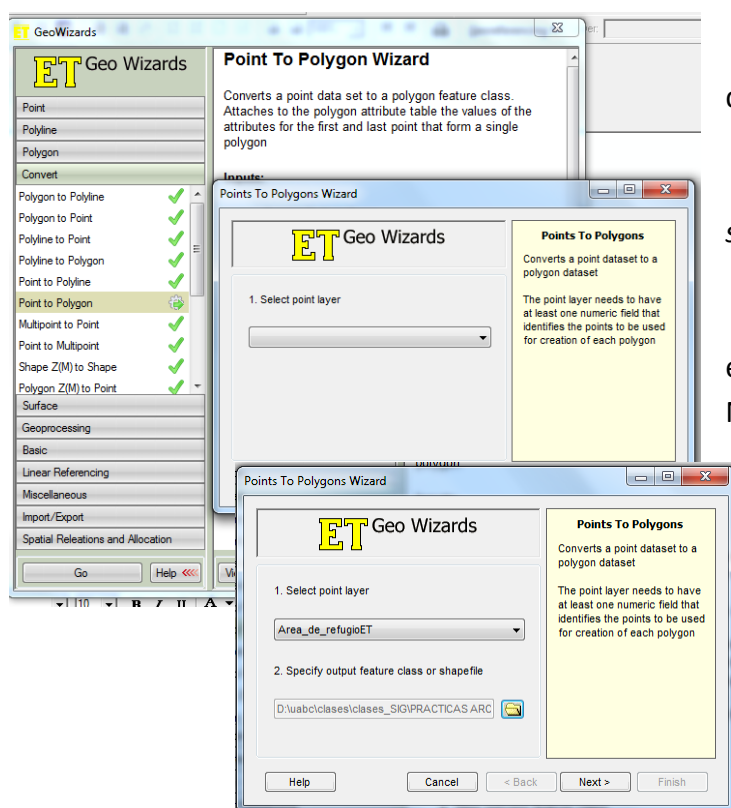 GeoWizards
ET Geo Wizards
Point
Polyline
Polygon
Convert
Polygon to Polyline
Polygon to Point
Polyline to Point
Polyline to Polygon
Point to Polyline
Point to Polygon
Multipoint to Point
Point to Multipoint
Shape Z(M) to Shape
Polygon Z(M) to Point
Surface
Geoprocessing
Basic
Linear Referencing
Miscellaneous
Import/Export
Spatial Releations and Allocation
Go
Help
Point To Polygon Wizard
Converts a point data set to a polygon feature class.
Attaches to the polygon attribute table the values of the
attributes for the first and last point that form a single
polygon
Inputs:
Points To Polygons Wizard
ET Geo Wizards
1. Select point layer
Points To Polygons
Converts a point dataset to a
polygon dataset
The point layer needs to have
at least one numeric field that
identifies the points to be used
for creation of each polygon
polygon
Points To Polygons Wizard
ET Geo Wizards
1. Select point layer
Area_de_refugioET
2. Specify output feature class or shapefile
D:\uabc\clases\clases_SIG\PRACTICAS ARC
Points To Polygons
Converts a point dataset to a
polygon dataset
The point layer needs to have
at least one numeric field that
identifies the points to be used
for creation of each polygon
Help
Cancel
< Back
Next >
Finish
10